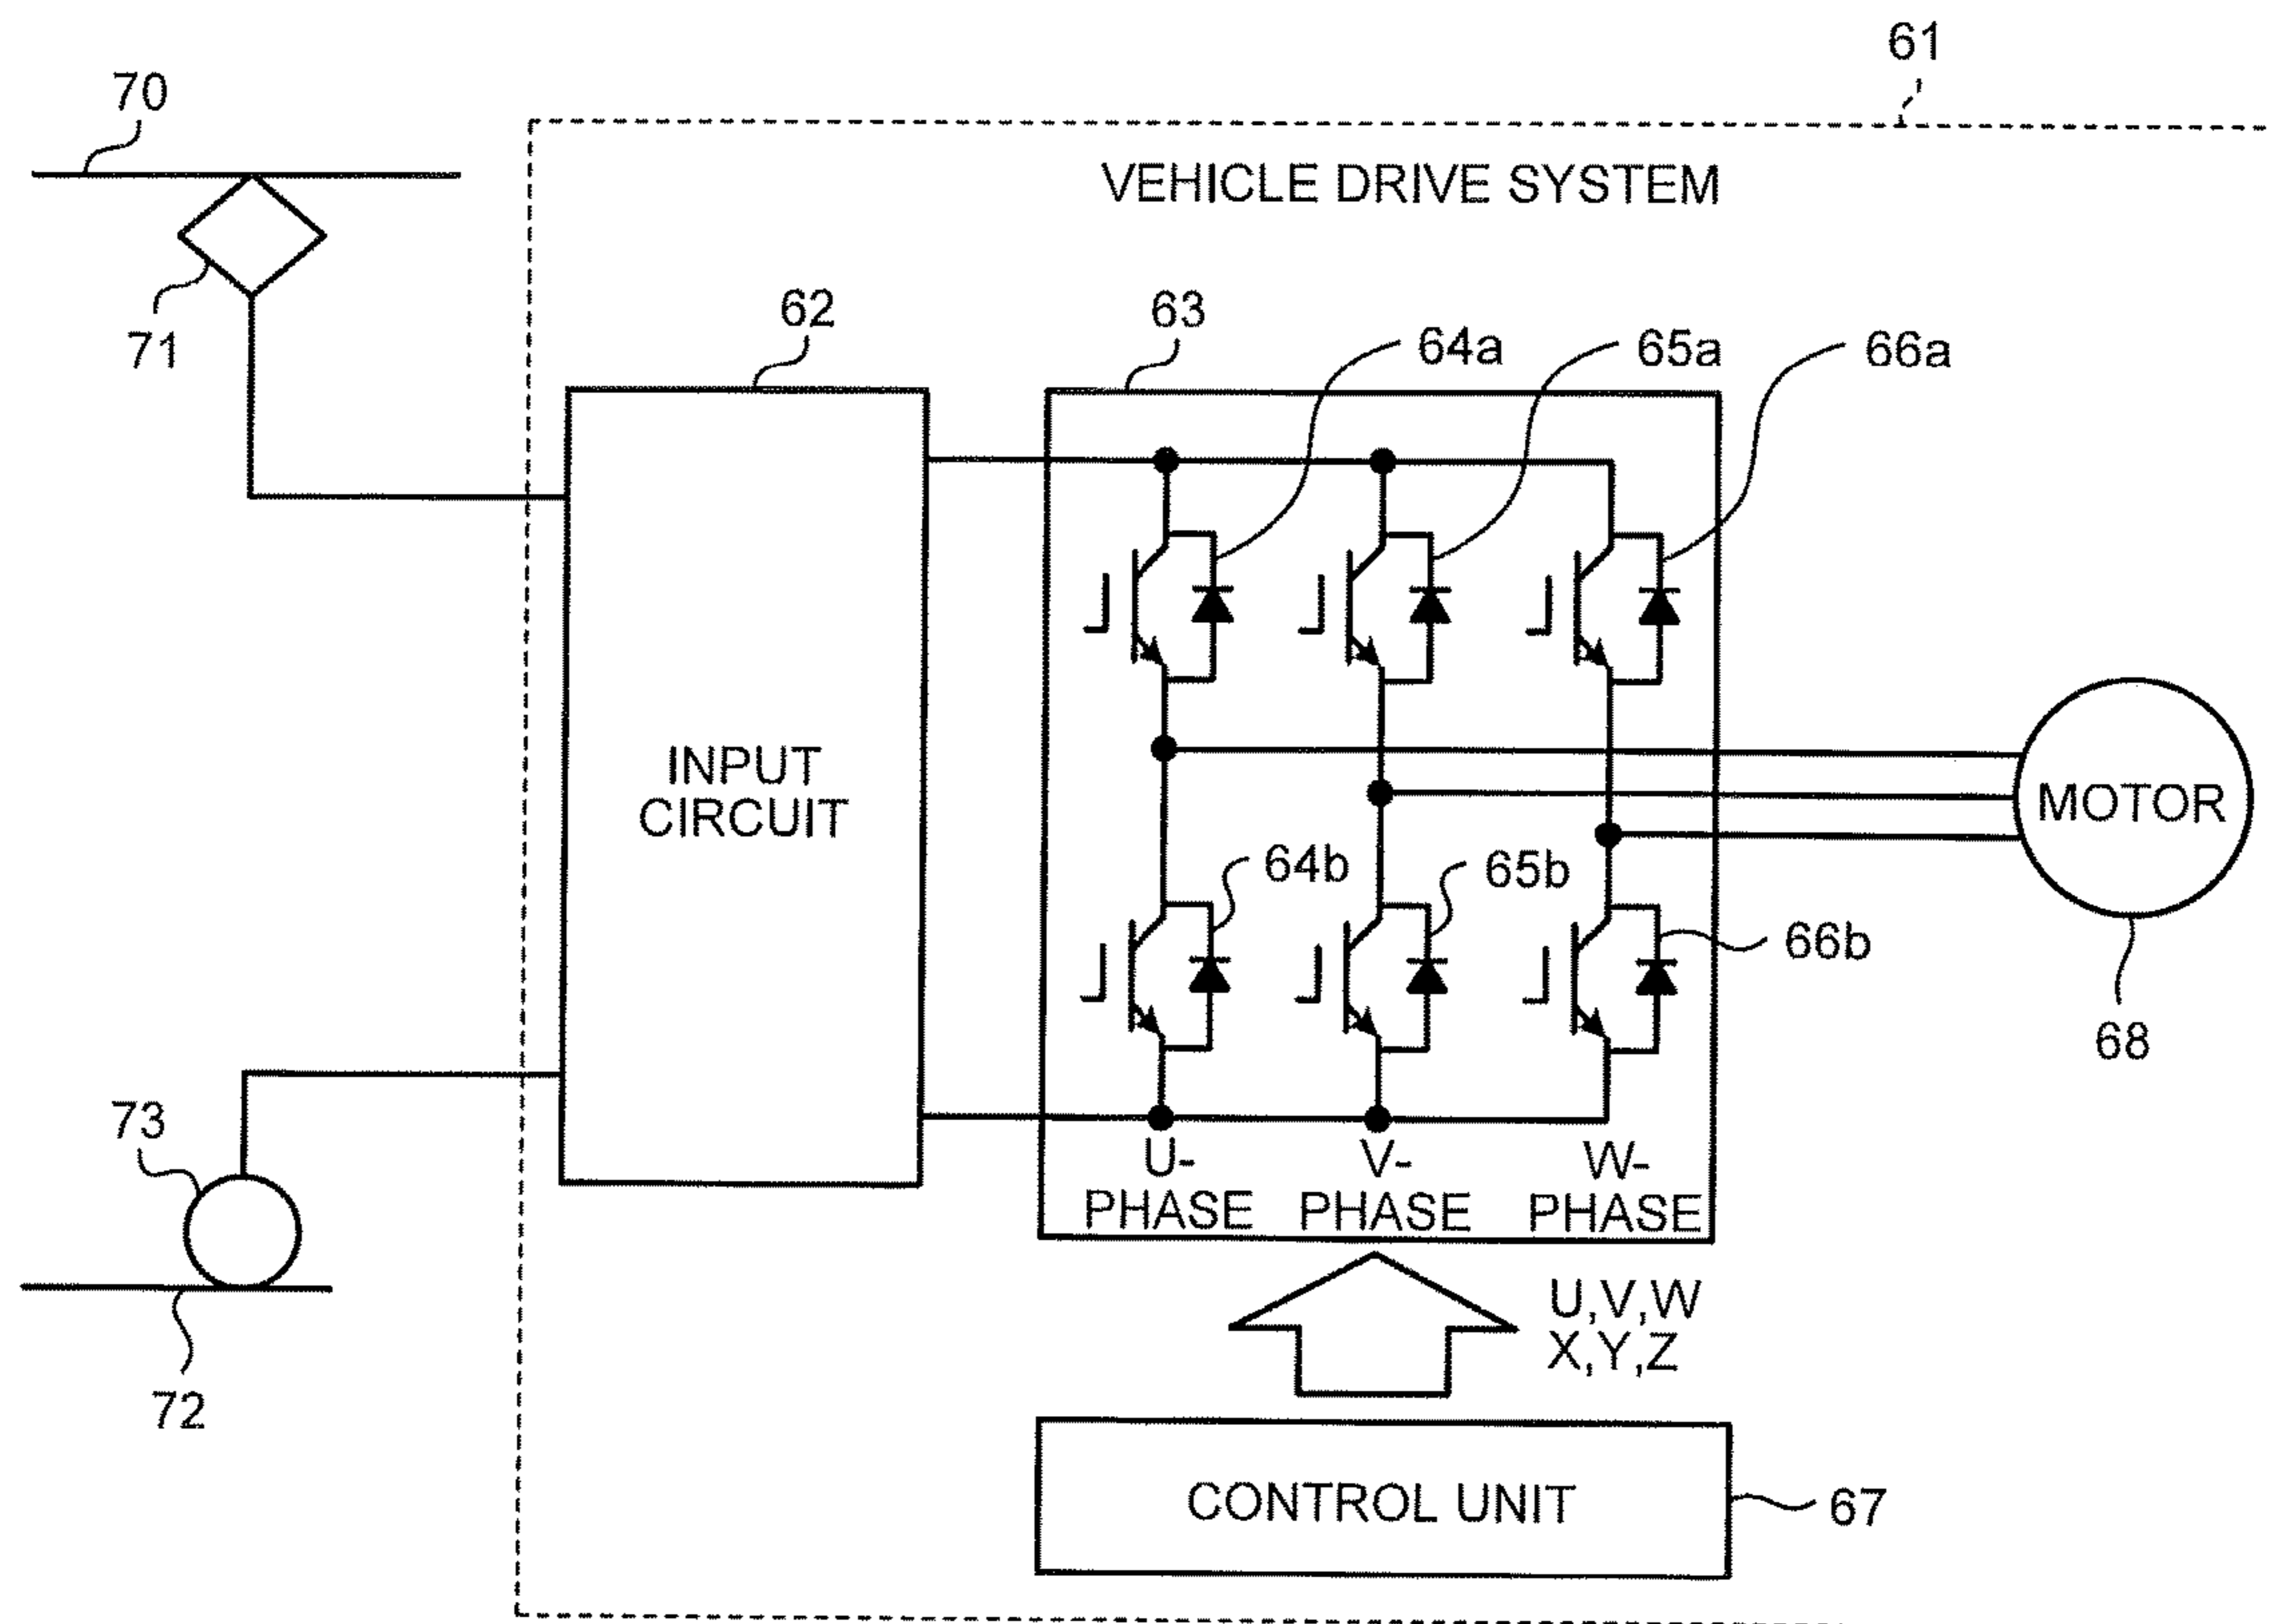 61
70
VEHICLE DRIVE SYSTEM
71
62
63
64a
65a
66a
INPUT
CIRCUIT
MOTOR
64b
65b
66b
68
73
U-
PHASE
V-
PHASE
W-
PHASE
72
U,V,W
X,Y,Z
CONTROL UNIT
67